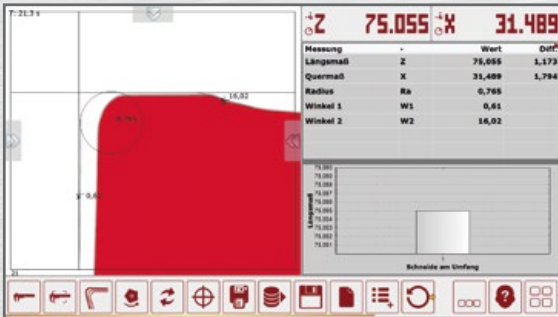 T: 21,3 s
Z 75.055 X 31.489
Messung - Wert Diff.
Längsmaß Z 75,055 1,173
Quermaß X 31,489 1,794
Radius Ra 0,765
Winkel 1 W1 0,61
Winkel 2 W2 16,02
16,02
0,765
0,61
21
Längsmaß
75,060
75,059
75,058
75,057
75,056
75,055
75,054
75,053
75,052
75,051
Schneide am Umfang